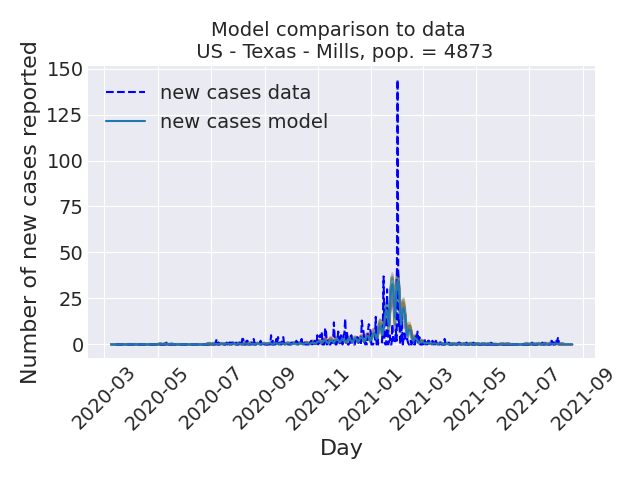 Model comparison to data
US - Texas - Mills, pop. = 4873
Number of new cases reported
150
125
100
75
50
25
0
new cases data
new cases model
2020-03
2020-05
2020-07
2020-09
2020-11
2021-01
2021-03
2021-05
2021-07
2021-09
Day